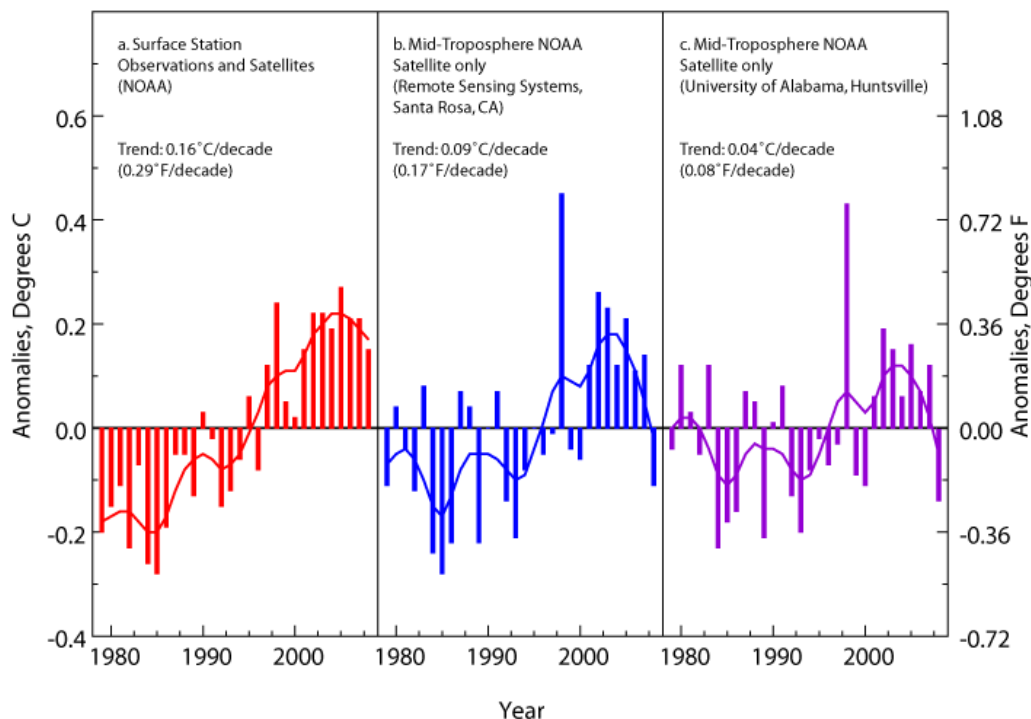 a. Surface Station
Observations and Satellites
(NOAA)
Trend: 0.16˚C/decade
(0.29˚F/decade)
b. Mid-Troposphere NOAA
Satellite only
(Remote Sensing Systems,
Santa Rosa, CA)
Trend: 0.09˚C/decade
(0.17˚F/decade)
c. Mid-Troposphere NOAA
Satellite only
(University of Alabama, Huntsville)
Trend: 0.04˚C/decade
(0.08˚F/decade)
Anomalies, Degrees C
0.6
0.4
0.2
0.0
-0.2
-0.4
1.08
0.72
0.36
0.00
-0.36
-0.72
Anomalies, Degrees F
1980 1990 2000 1980 1990 2000 1980 1990 2000
Year